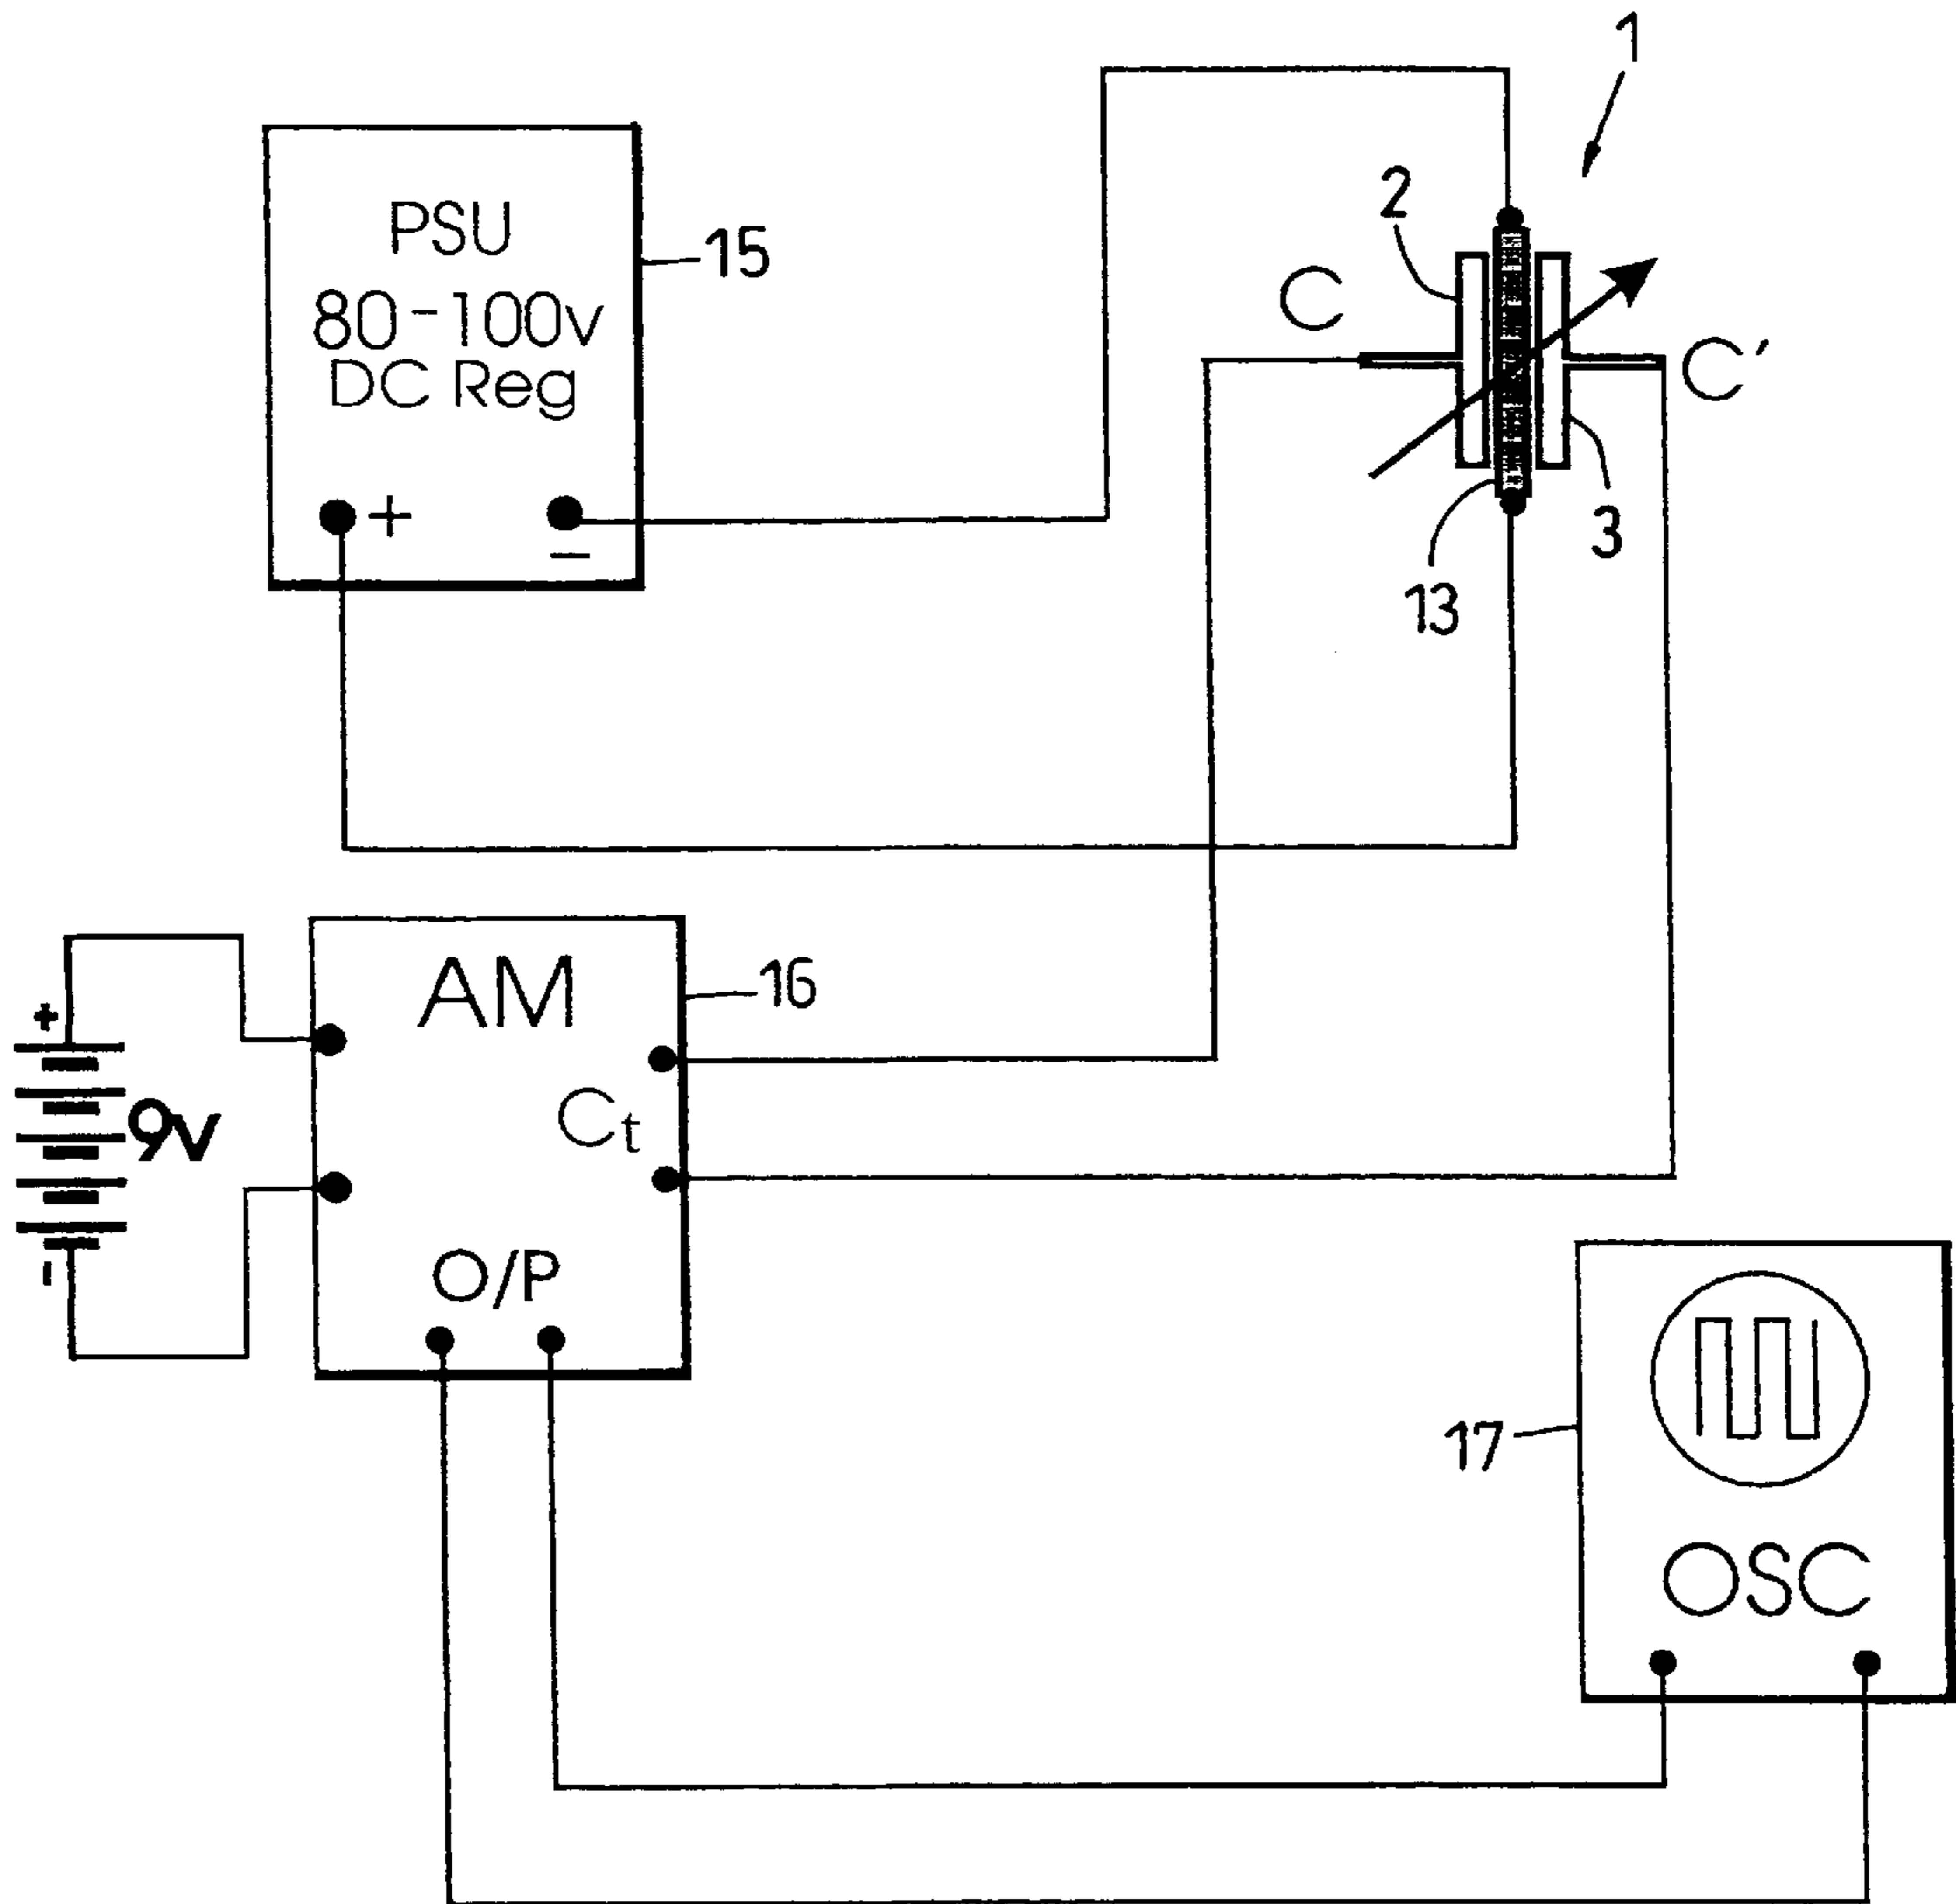 1
PSU
80-100v
DC Reg
+
-
15
2
C
C'
3
13
AM
16
Ct
O/P
+
9v
-
17
OSC